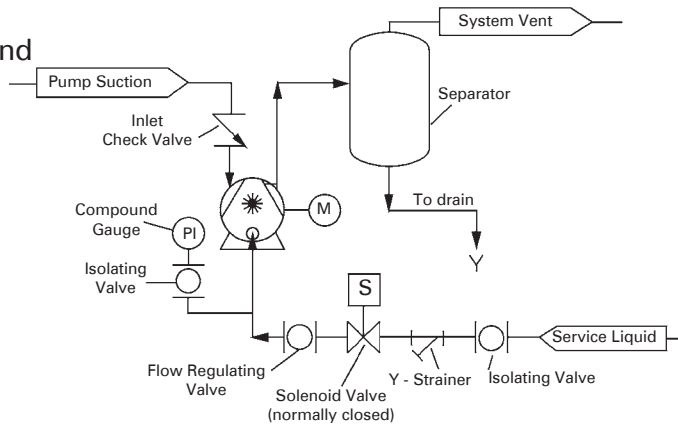 System Vent
nd
Pump Suction
Separator
Inlet
Check Valve
To drain
M
Compound
Gauge
PI
Isolating
Valve
S
Service Liquid
Flow Regulating
Valve
Y - Strainer
Isolating Valve
Solenoid Valve
(normally closed)